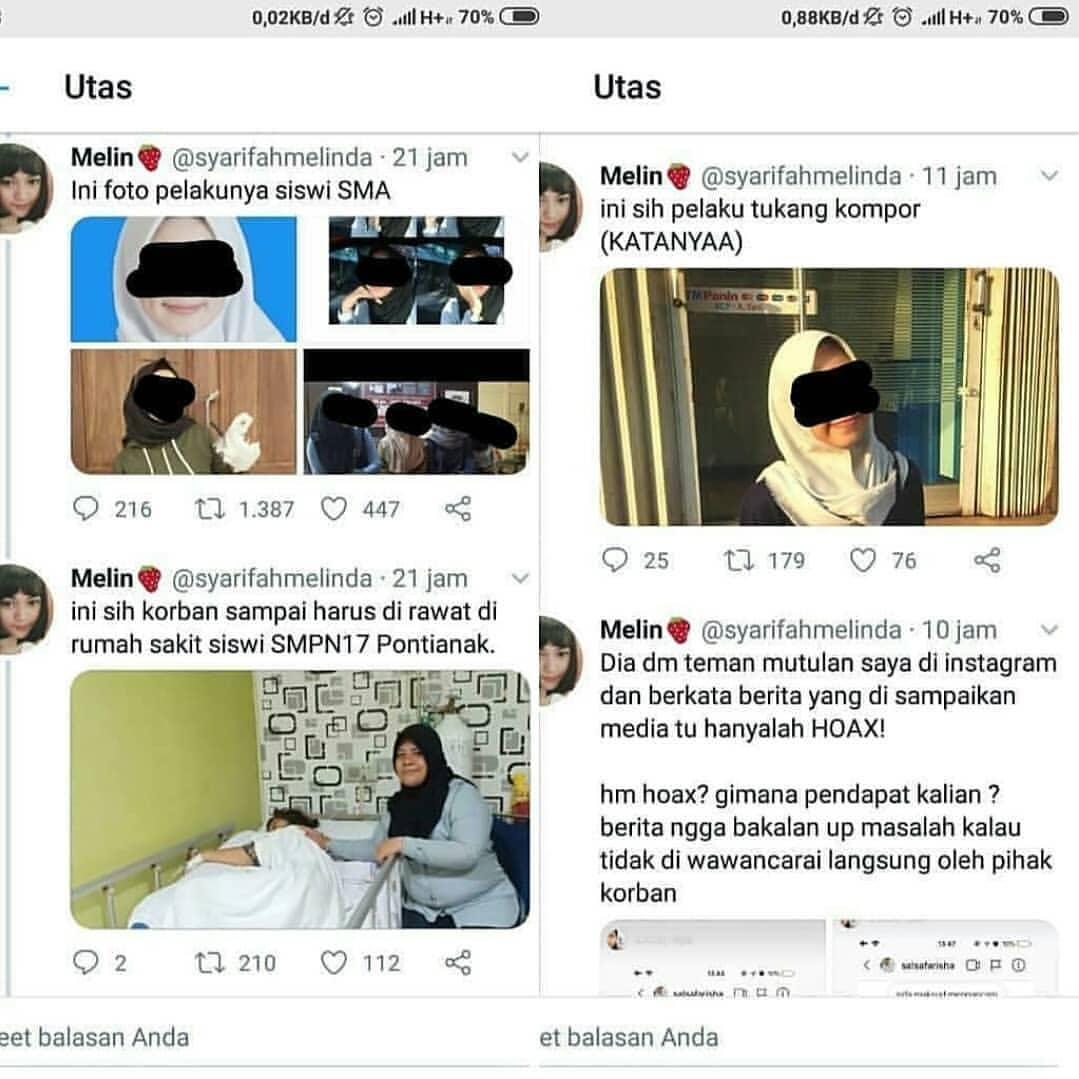 0,02KB/d H+ 70%
Utas
Melin @syarifahmelinda · 21 jam
Ini foto pelakunya siswi SMA
216 1.387 447
Melin @syarifahmelinda · 21 jam
ini sih korban sampai harus di rawat di
rumah sakit siswi SMPN17 Pontianak.
2 210 112
eet balasan Anda
0,88KB/d H+ 70%
Utas
Melin @syarifahmelinda · 11 jam
ini sih pelaku tukang kompor
(KATANYAA)
Panin
25 179 76
Melin @syarifahmelinda · 10 jam
Dia dm teman mutulan saya di instagram
dan berkata berita yang di sampaikan
media tu hanyalah HOAX!
hm hoax? gimana pendapat kalian ?
berita ngga bakalan up masalah kalau
tidak di wawancarai langsung oleh pihak
korban
salsafarisha
et balasan Anda